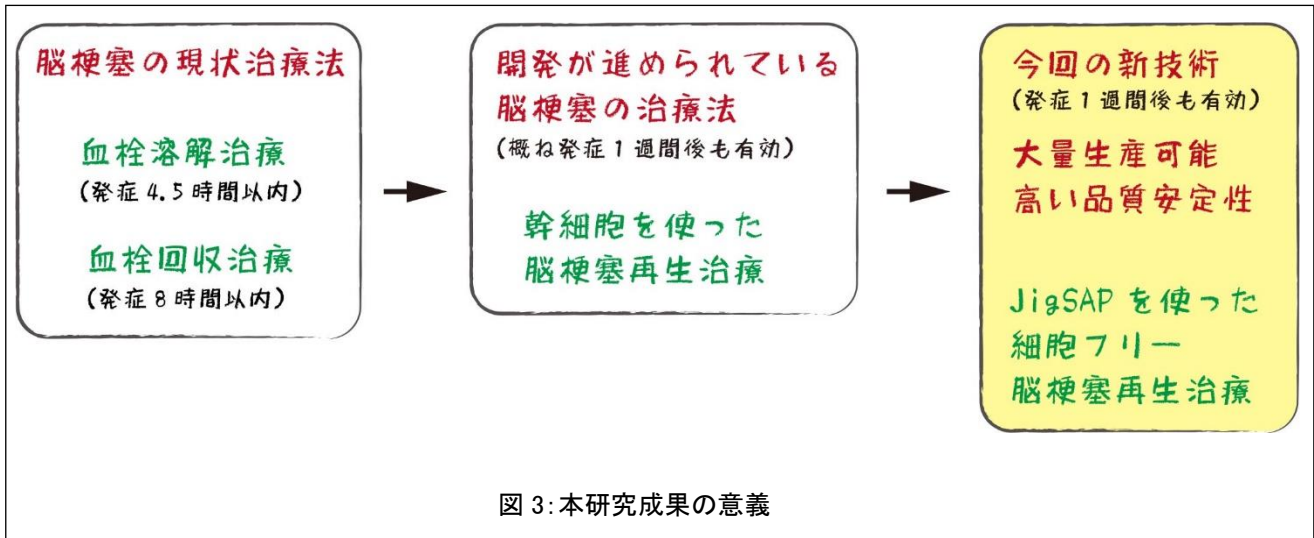 脳梗塞の現状治療法
血栓溶解治療
(発症 4.5 時間以内)
血栓回収治療
(発症 8 時間以内)
開発が進められている
脳梗塞の治療法
(概ね発症 1 週間後も有効)
幹細胞を使った
脳梗塞再生治療
今回の新技術
(発症 1 週間後も有効)
大量生産可能
高い品質安定性
JigSAP を使った
細胞フリー
脳梗塞再生治療
図 3：本研究成果の意義